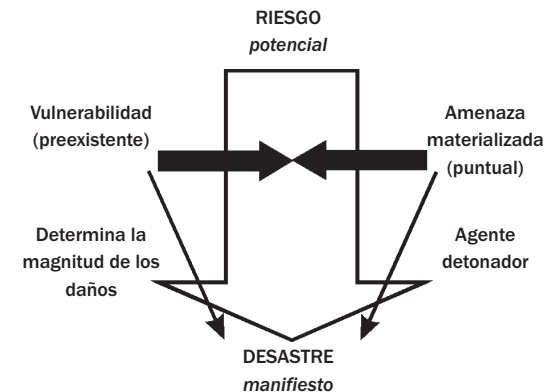 RIESGO
potencial
Vulnerabilidad
(preexistente)
Amenaza
materializada
(puntual)
Determina la
magnitud de los
daños
Agente
detonador
DESASTRE
manifiesto